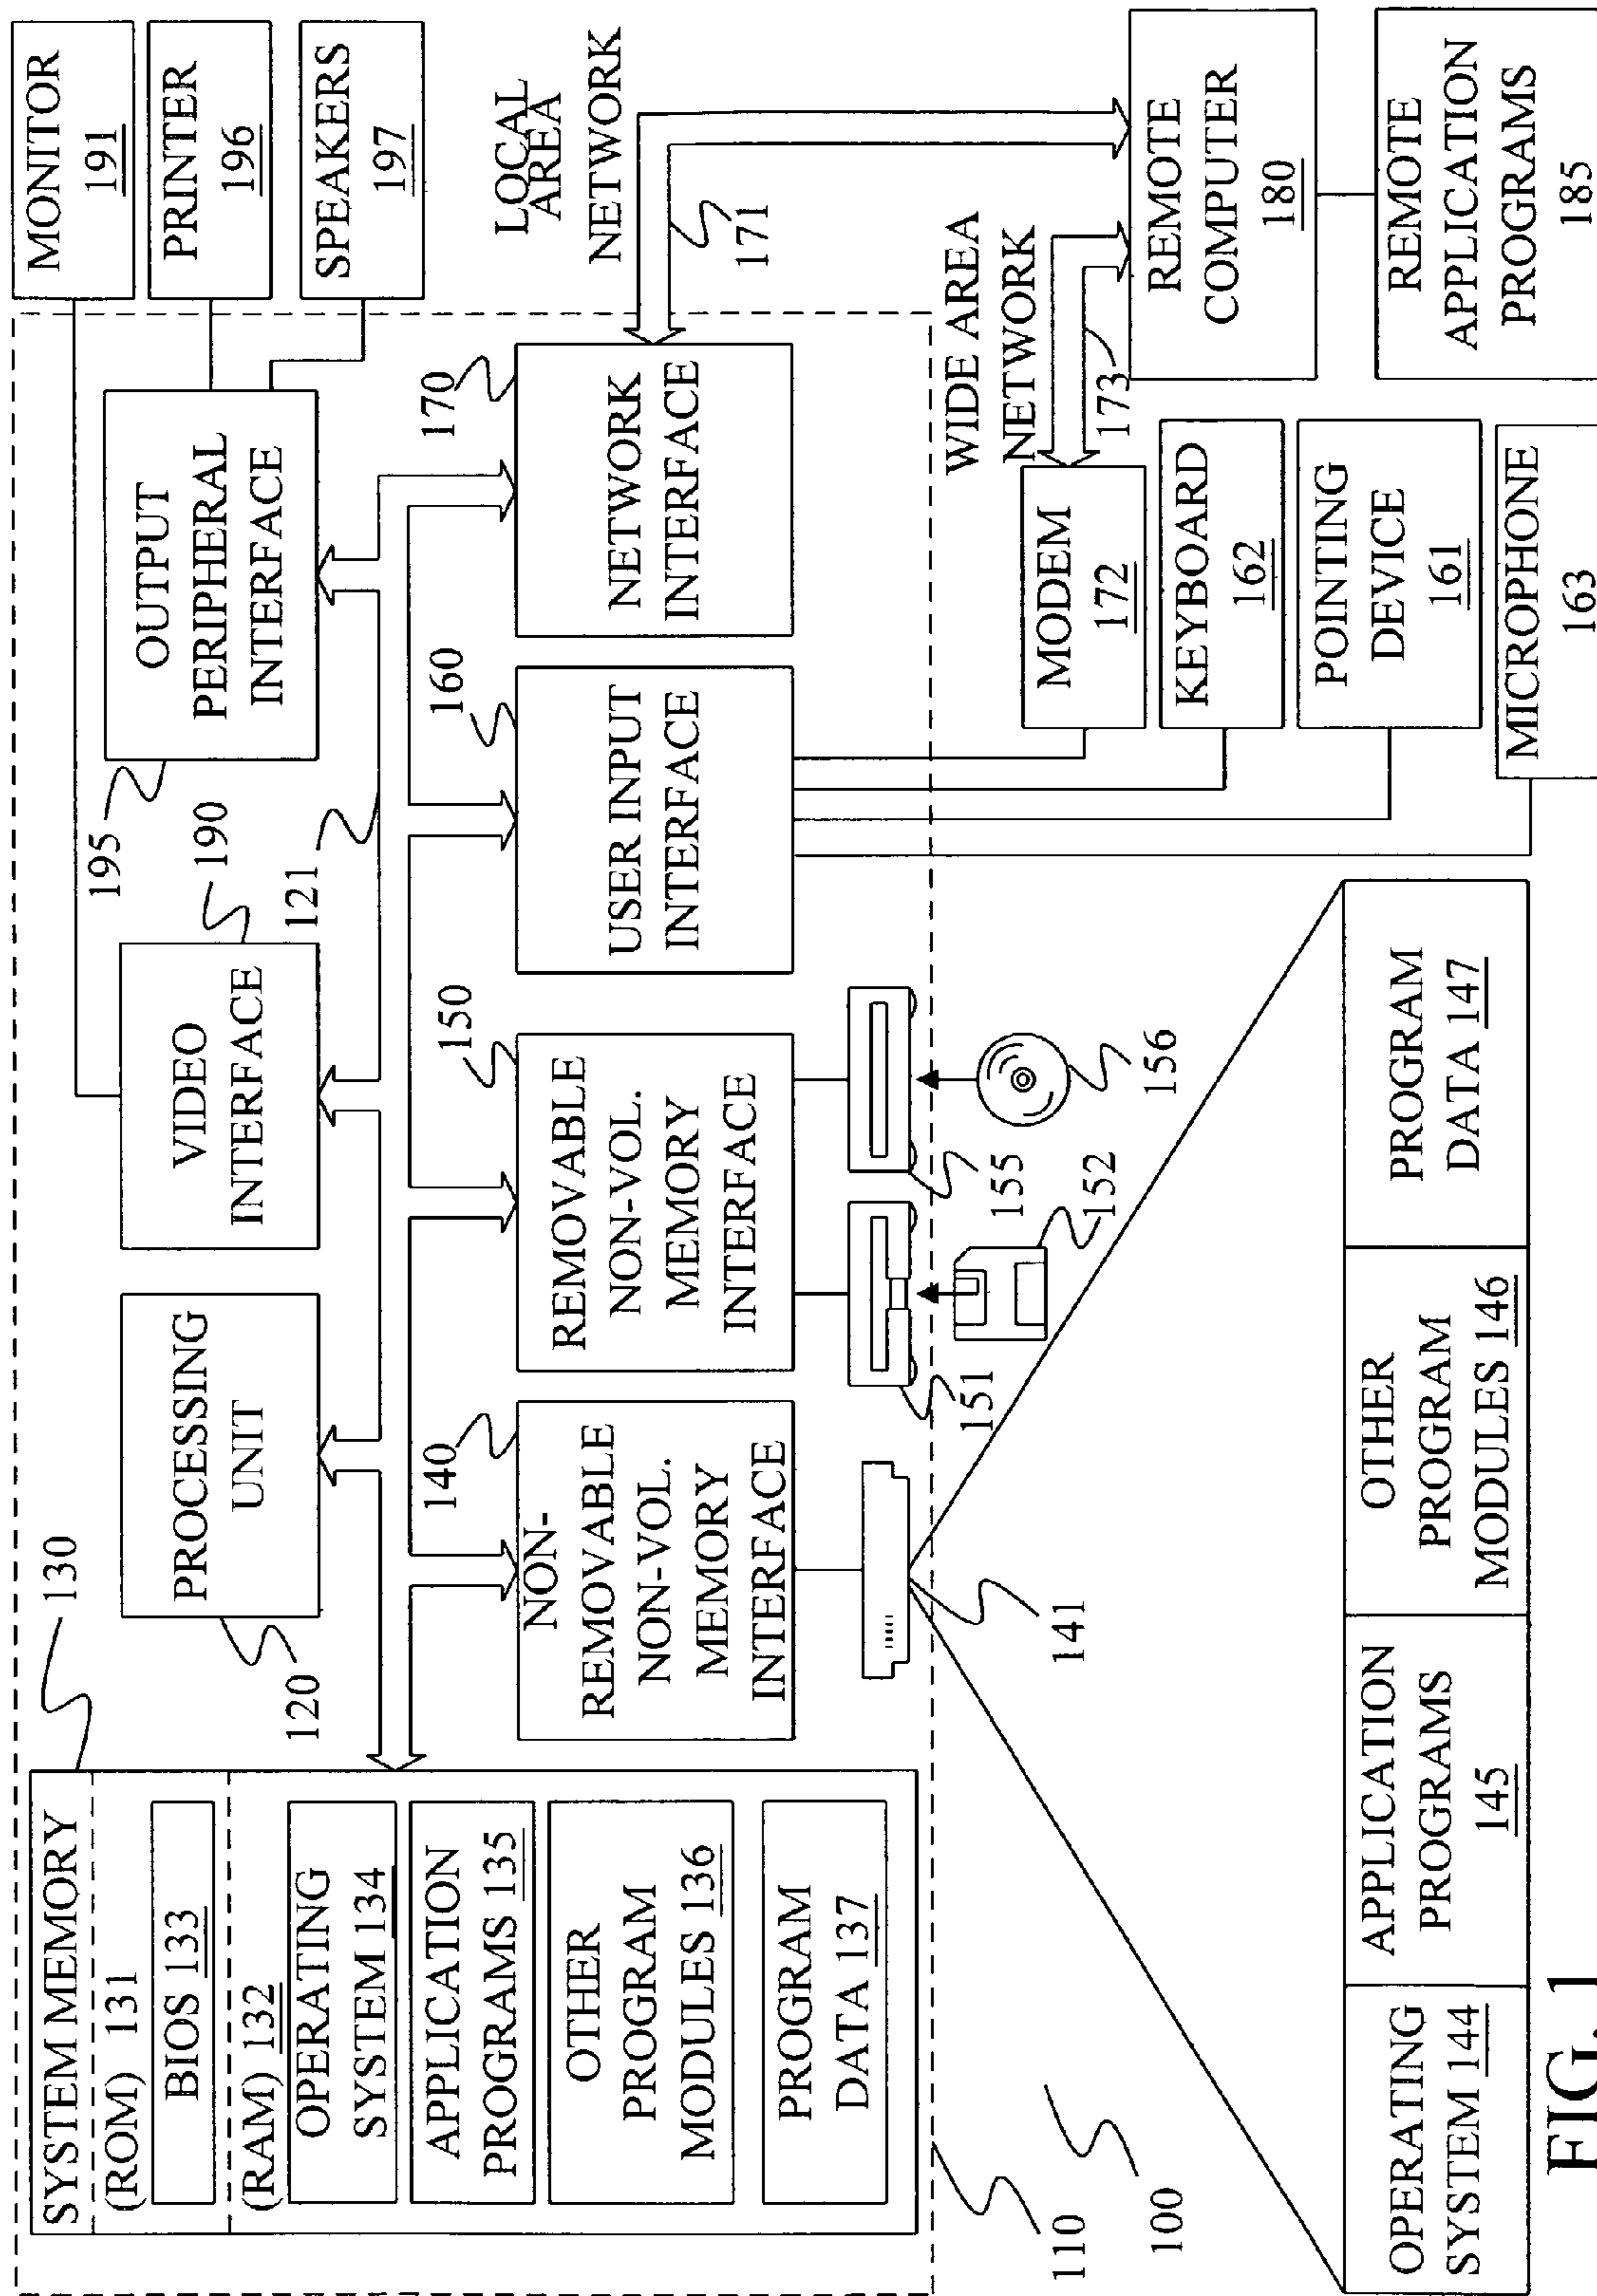 SYSTEM MEMORY
(ROM) 131
BIOS 133
(RAM) 132
OPERATING
SYSTEM 134
APPLICATION
PROGRAMS 135
OTHER
PROGRAM
MODULES 136
PROGRAM
DATA 137
130
120
PROCESSING
UNIT
VIDEO
INTERFACE
190
121
195
OUTPUT
PERIPHERAL
INTERFACE
MONITOR
191
PRINTER
196
SPEAKERS
197
140
NON-
REMOVABLE
NON-VOL.
MEMORY
INTERFACE
150
REMOVABLE
NON-VOL.
MEMORY
INTERFACE
160
USER INPUT
INTERFACE
170
NETWORK
INTERFACE
LOCAL
AREA
NETWORK
171
141
151
152
155
156
WIDE AREA
NETWORK
173
MODEM
172
KEYBOARD
162
POINTING
DEVICE
161
MICROPHONE
163
REMOTE
COMPUTER
180
REMOTE
APPLICATION
PROGRAMS
185
110
100
OPERATING
SYSTEM 144
APPLICATION
PROGRAMS
145
OTHER
PROGRAM
MODULES 146
PROGRAM
DATA 147
FIG. 1